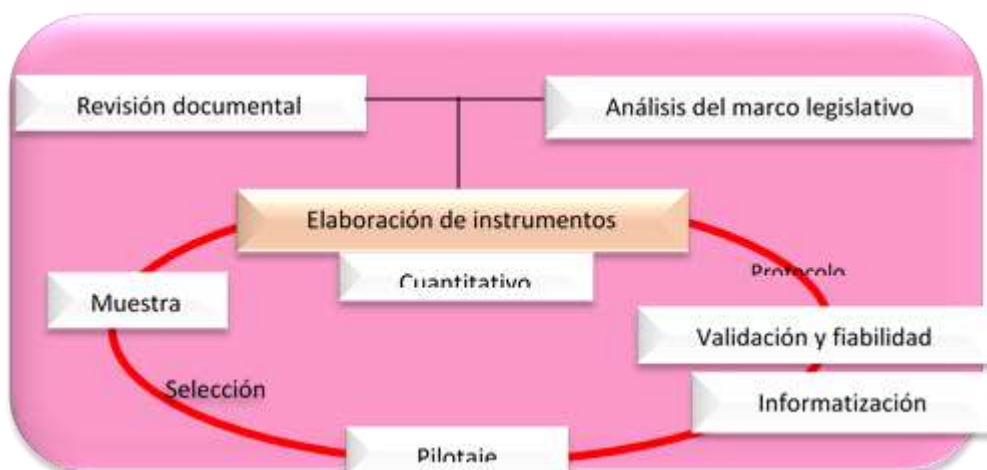 Revisión documental
Análisis del marco legislativo
Elaboración de instrumentos
Cuantitativo
Protocolo
Muestra
Validación y fiabilidad
Selección
Informatización
Pilotaje